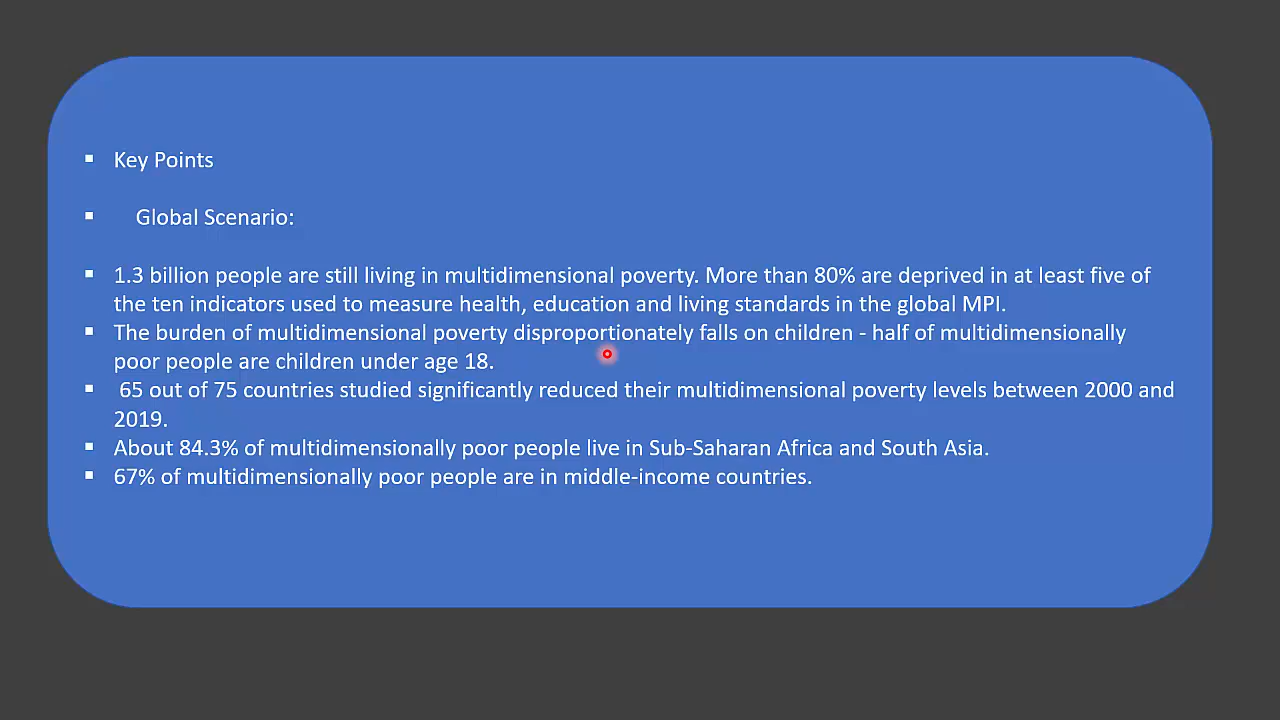 ▪ Key Points
▪ Global Scenario:
▪ 1.3 billion people are still living in multidimensional poverty. More than 80% are deprived in at least five of
the ten indicators used to measure health, education and living standards in the global MPI.
▪ The burden of multidimensional poverty disproportionately falls on children - half of multidimensionally
poor people are children under age 18.
▪ 65 out of 75 countries studied significantly reduced their multidimensional poverty levels between 2000 and
2019.
▪ About 84.3% of multidimensionally poor people live in Sub-Saharan Africa and South Asia.
▪ 67% of multidimensionally poor people are in middle-income countries.